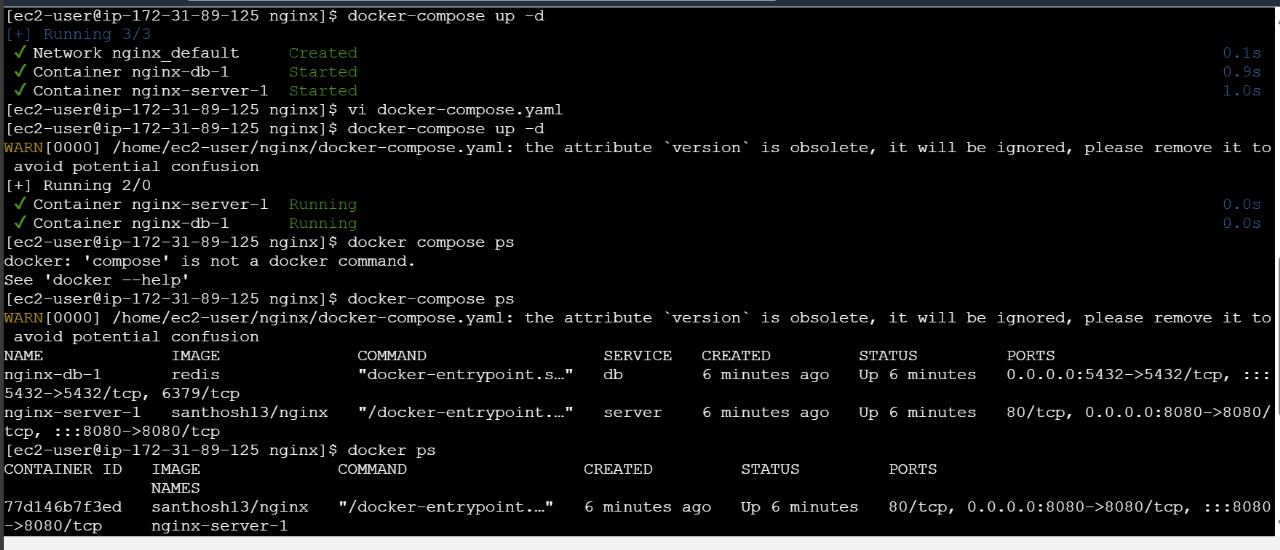 [ec2-user@ip-172-31-89-125 nginx]$ docker-compose up -d
[+] Running 3/3
✓ Network nginx_default Created 0.1s
✓ Container nginx-db-1 Started 0.9s
✓ Container nginx-server-1 Started 1.0s
[ec2-user@ip-172-31-89-125 nginx]$ vi docker-compose.yaml
[ec2-user@ip-172-31-89-125 nginx]$ docker-compose up -d
WARN[0000] /home/ec2-user/nginx/docker-compose.yaml: the attribute `version` is obsolete, it will be ignored, please remove it to
avoid potential confusion
[+] Running 2/0
✓ Container nginx-server-1 Running 0.0s
✓ Container nginx-db-1 Running 0.0s
[ec2-user@ip-172-31-89-125 nginx]$ docker compose ps
docker: 'compose' is not a docker command.
See 'docker --help'
[ec2-user@ip-172-31-89-125 nginx]$ docker-compose ps
WARN[0000] /home/ec2-user/nginx/docker-compose.yaml: the attribute `version` is obsolete, it will be ignored, please remove it to
avoid potential confusion
NAME IMAGE COMMAND SERVICE CREATED STATUS PORTS
nginx-db-1 redis "docker-entrypoint.s…" db 6 minutes ago Up 6 minutes 0.0.0.0:5432->5432/tcp, :::
5432->5432/tcp, 6379/tcp
nginx-server-1 santhosh13/nginx "/docker-entrypoint.…" server 6 minutes ago Up 6 minutes 80/tcp, 0.0.0.0:8080->8080/
tcp, :::8080->8080/tcp
[ec2-user@ip-172-31-89-125 nginx]$ docker ps
CONTAINER ID IMAGE COMMAND CREATED STATUS PORTS
NAMES
77d146b7f3ed santhosh13/nginx "/docker-entrypoint.…" 6 minutes ago Up 6 minutes 80/tcp, 0.0.0.0:8080->8080/tcp, :::8080
->8080/tcp nginx-server-1